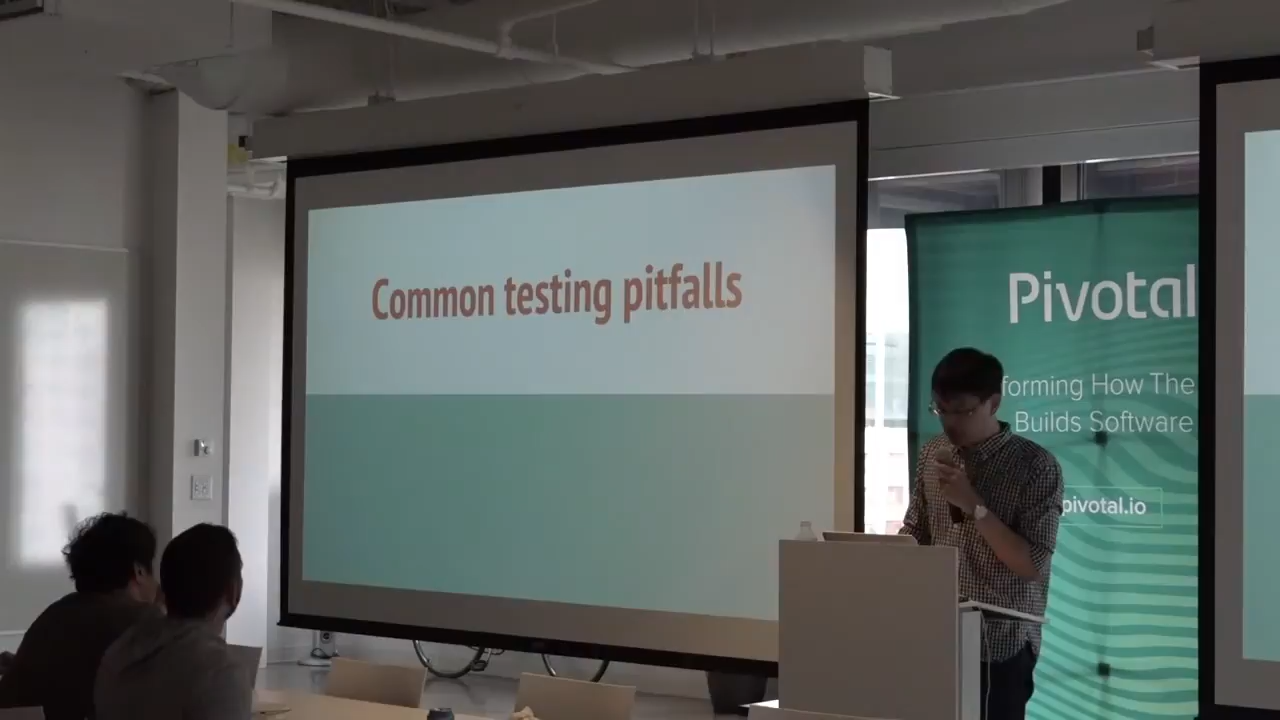 Common testing pitfalls
Pivotal
forming How The
Builds Software
pivotal.io